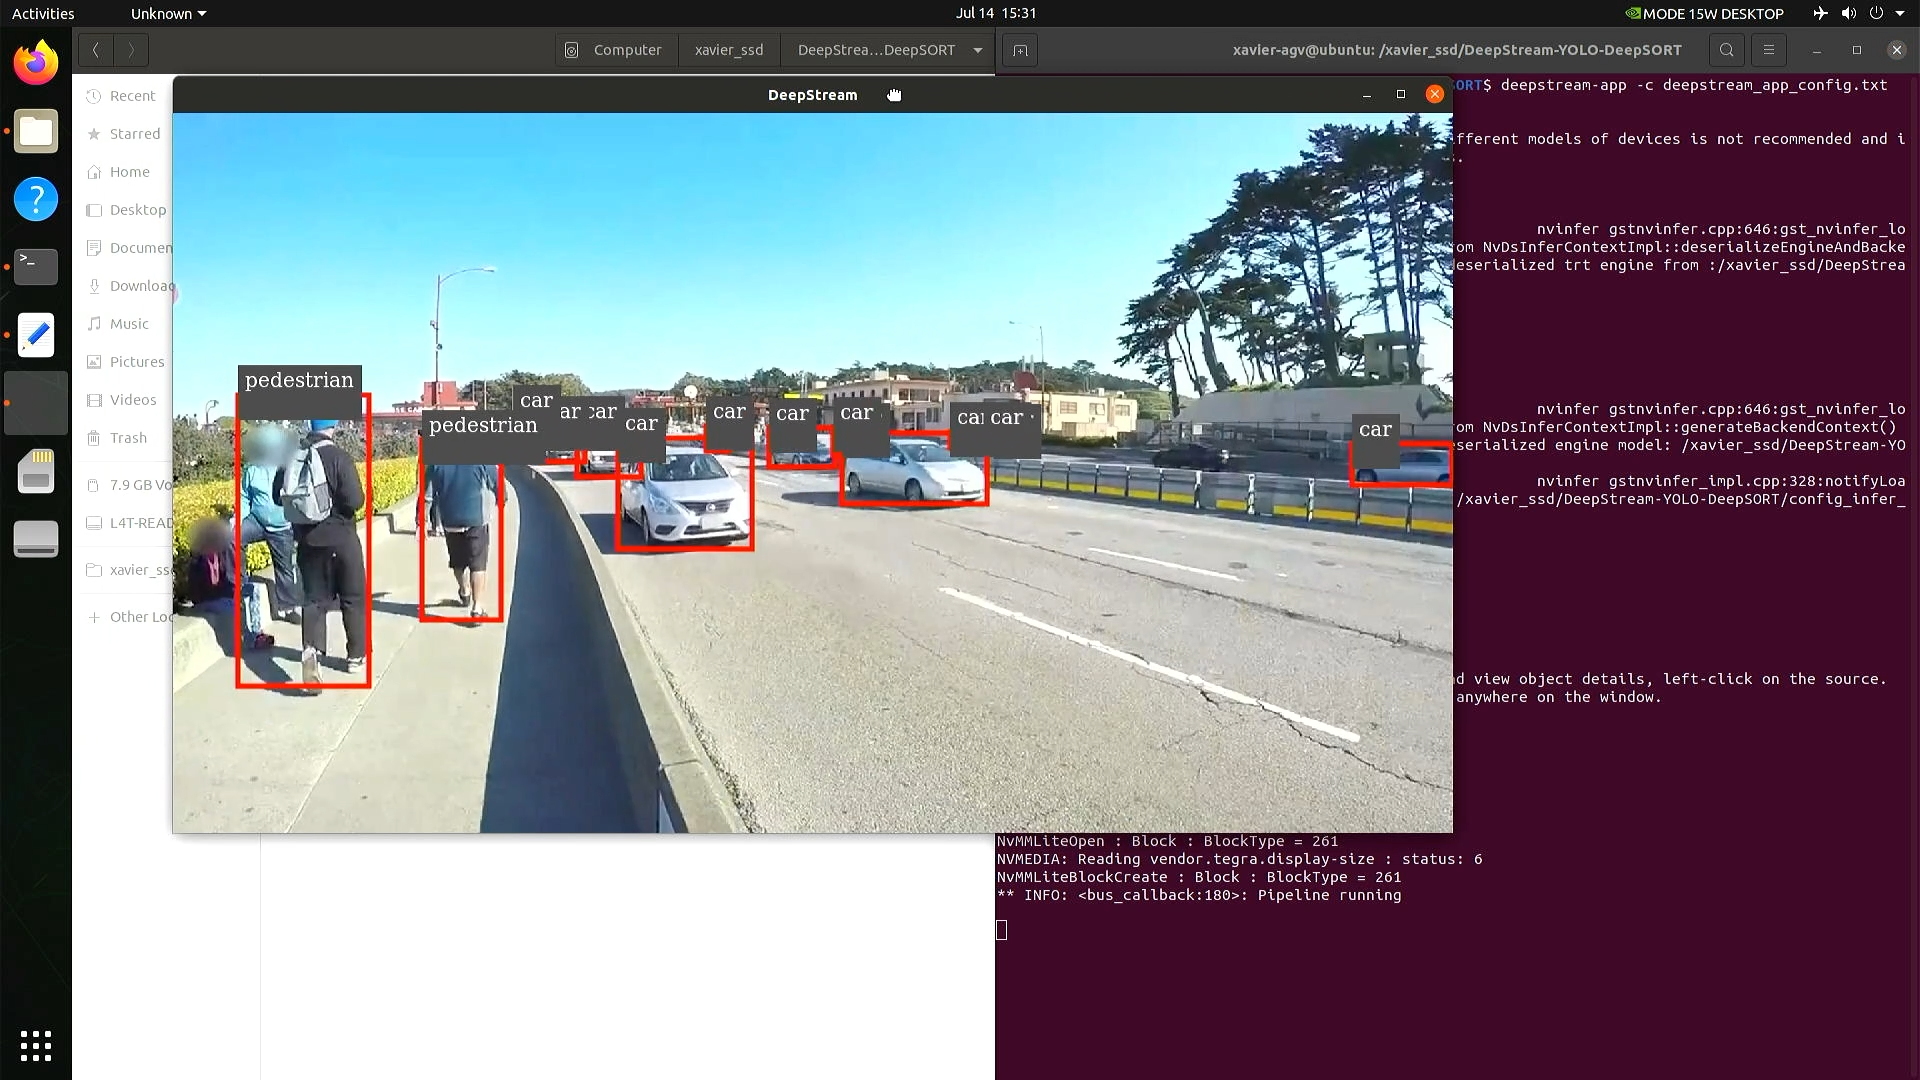 Activities
Unknown
Jul 14 15:31
MODE 15W DESKTOP
Computer
xavier_ssd
DeepStrea…DeepSORT
xavier-agv@ubuntu: /xavier_ssd/DeepStream-YOLO-DeepSORT
Recent
Starred
Home
Desktop
Documen
Downloa
Music
Pictures
Videos
Trash
7.9 GB Vo
L4T-READ
xavier_ss
Other Loc
DeepStream
pedestrian
pedestrian
car
ar
car
car
car
car
car
car
car
car
ORT$ deepstream-app -c deepstream_app_config.txt
fferent models of devices is not recommended and i
s.
nvinfer gstnvinfer.cpp:646:gst_nvinfer_lo
om NvDsInferContextImpl::deserializeEngineAndBacke
eserialized trt engine from :/xavier_ssd/DeepStrea
nvinfer gstnvinfer.cpp:646:gst_nvinfer_lo
om NvDsInferContextImpl::generateBackendContext()
eserialized engine model: /xavier_ssd/DeepStream-YO
nvinfer gstnvinfer_impl.cpp:328:notifyLoa
/xavier_ssd/DeepStream-YOLO-DeepSORT/config_infer_
d view object details, left-click on the source.
anywhere on the window.
NvMMLiteOpen : Block : BlockType = 261
NVMEDIA: Reading vendor.tegra.display-size : status: 6
NvMMLiteBlockCreate : Block : BlockType = 261
** INFO: <bus_callback:180>: Pipeline running